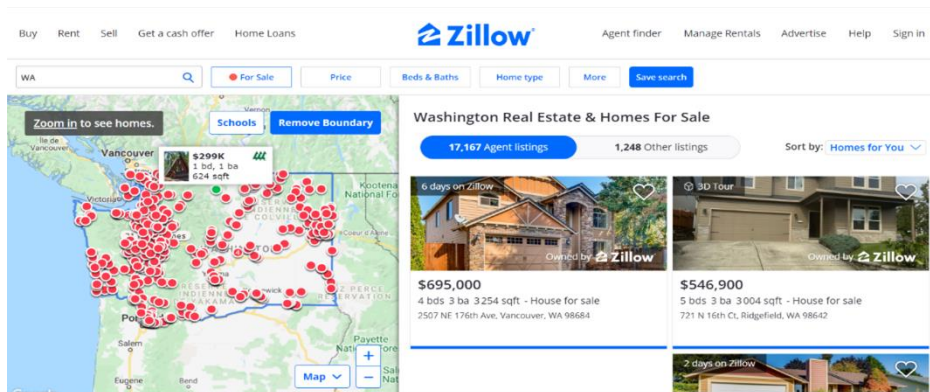 Buy Rent Sell Get a cash offer Home Loans
Zillow
Agent finder Manage Rentals Advertise Help Sign in
WA
For Sale
Price
Beds & Baths
Home type
More
Save search
Zoom in to see homes.
Schools
Remove Boundary
Vernon
Ile de
Vancouver
Vancouver
$299K
1 bd, 1 ba
624 sqft
Victoria
Kootena
National Fo
Coeur d'Alene
Salem
Payette
Eugene
Bend
Map
+
−
Washington Real Estate & Homes For Sale
17,167 Agent listings
1,248 Other listings
Sort by: Homes for You
6 days on Zillow
Owned by Zillow
$695,000
4 bds 3 ba 3254 sqft - House for sale
2507 NE 176th Ave, Vancouver, WA 98684
3D Tour
Owned by Zillow
$546,900
5 bds 3 ba 3004 sqft - House for sale
721 N 16th Ct, Ridgefield, WA 98642
2 days on Zillow